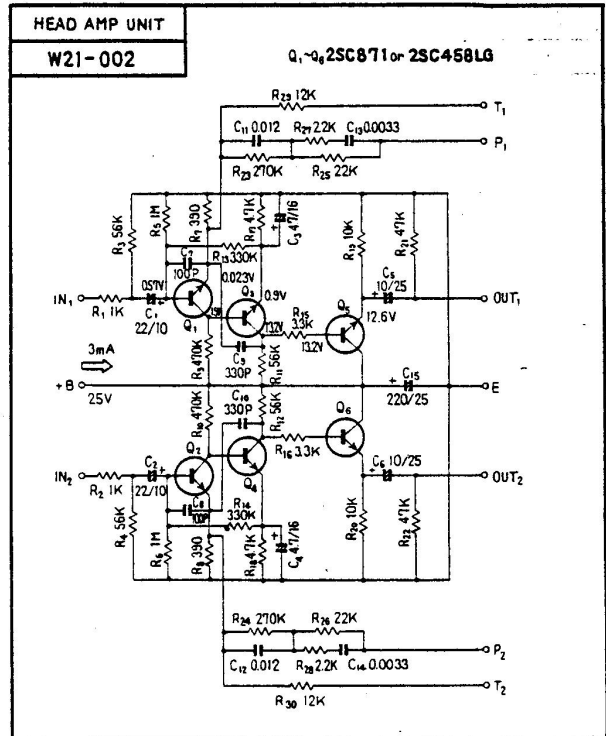 HEAD AMP UNIT
W21-002
Q₁~Q₆ 2SC871 or 2SC458LG
R₂₉ 12K
T₁
C₁₁ 0.012
R₂₇ 2.2K
C₁₃ 0.0033
P₁
R₂₃ 270K
R₂₅ 22K
R₃ 56K
R₅ 1M
R₇ 390
R₁₇ 4.7K
C₃ 47/16
R₁₉ 10K
R₂₁ 47K
R₁₃ 330K
C₇
100P
0.57V
0.023V
Q₃
0.9V
Q₅
C₅
10/25
IN₁
R₁ 1K
C₁
22/10
Q₁
13.2V
R₁₅
3.3K
13.2V
12.6V
OUT₁
R₉ 470K
C₉
330P
R₁₁ 56K
3mA
+B
25V
C₁₅
220/25
E
R₁₀ 470K
C₁₀
330P
R₁₂ 56K
Q₆
Q₂
R₁₆ 3.3K
C₆ 10/25
IN₂
R₂ 1K
C₂
22/10
Q₄
OUT₂
C₈
100P
R₁₄
330K
R₄ 56K
R₆ 1M
R₈ 390
R₁₈ 4.7K
C₄ 47/16
R₂₀ 10K
R₂₂ 47K
R₂₄ 270K
R₂₆ 22K
P₂
C₁₂ 0.012
R₂₈ 2.2K
C₁₄ 0.0033
T₂
R₃₀ 12K